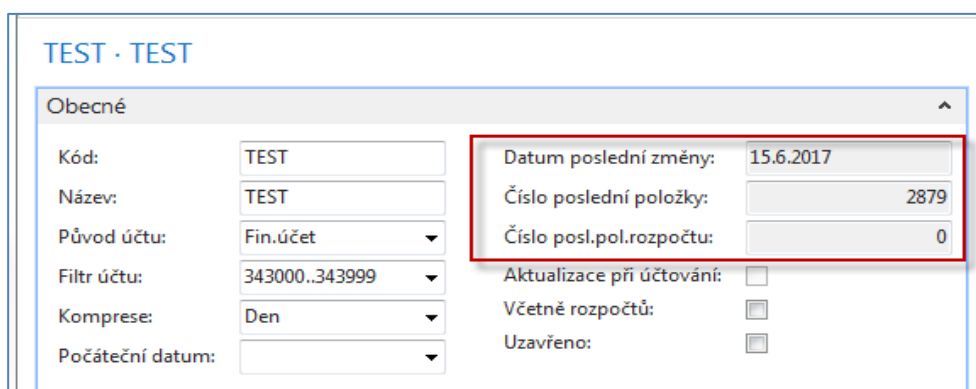 TEST · TEST
Obecné
Kód: TEST
Název: TEST
Původ účtu: Fin.účet
Filtr účtu: 343000..343999
Komprese: Den
Počáteční datum:
Datum poslední změny: 15.6.2017
Číslo poslední položky: 2879
Číslo posl.pol.rozpočtu: 0
Aktualizace při účtování:
Včetně rozpočtů:
Uzavřeno: